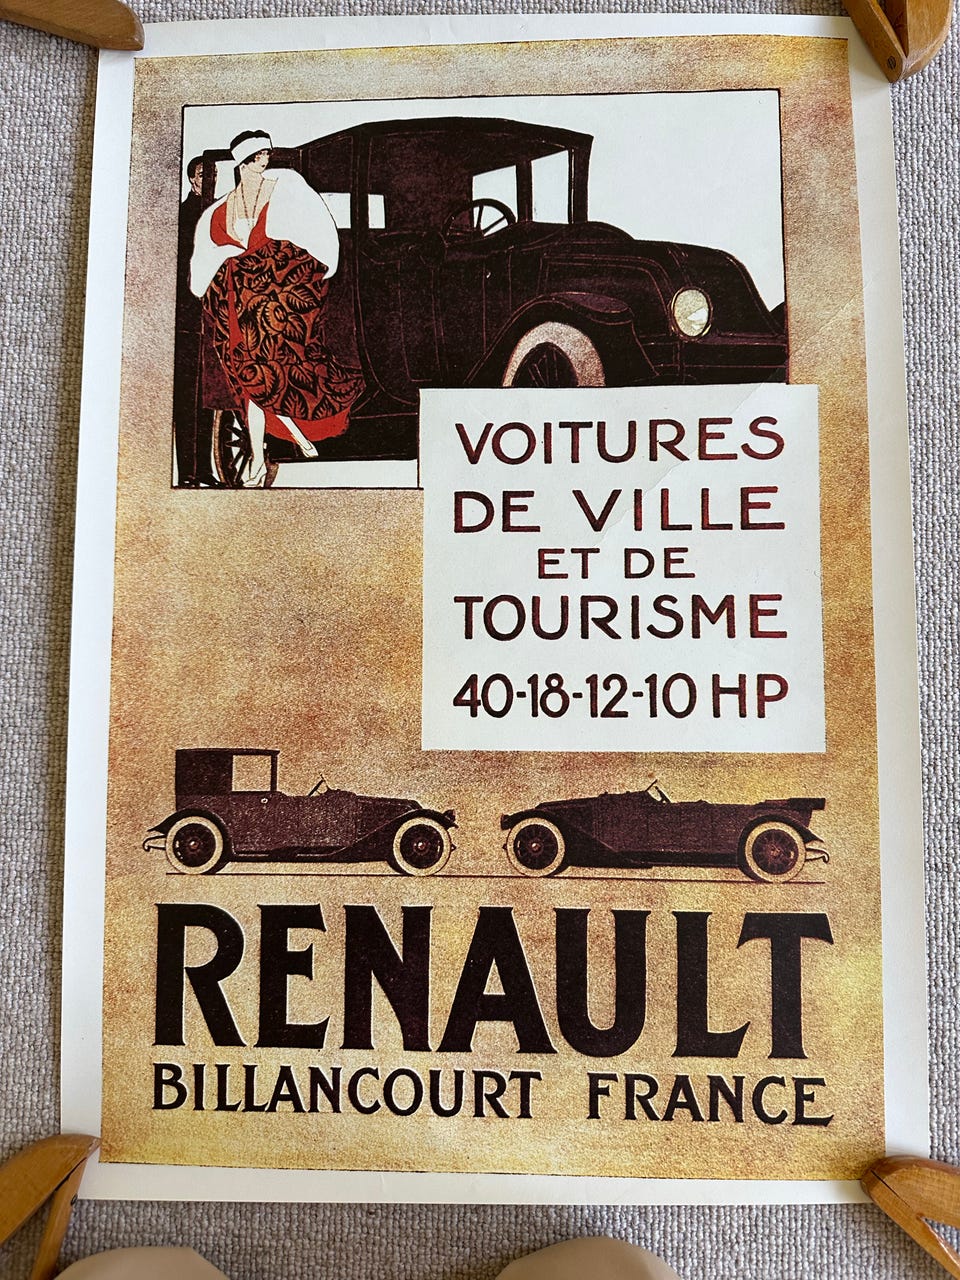 VOITURES
DE VILLE
ET DE
TOURISME
40-18-12-10 HP
RENAULT
BILLANCOURT FRANCE